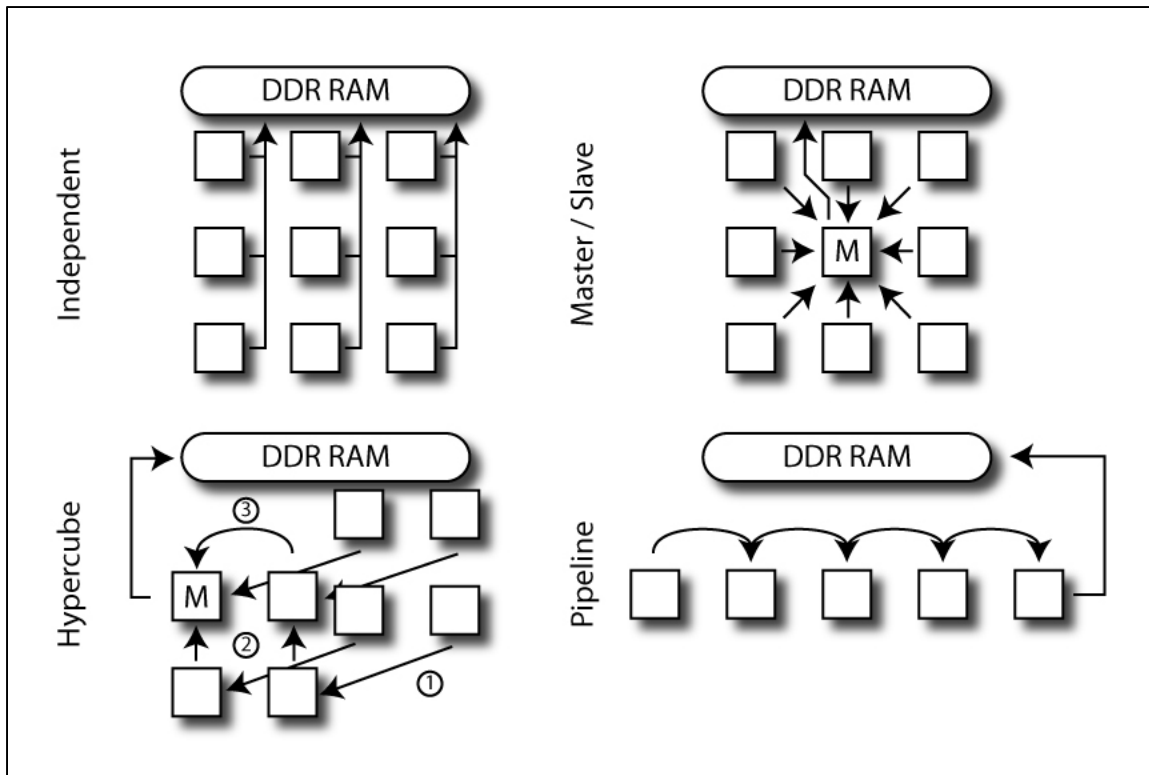 Independent
DDR RAM
Master / Slave
DDR RAM
M
Hypercube
DDR RAM
3
M
2
1
Pipeline
DDR RAM